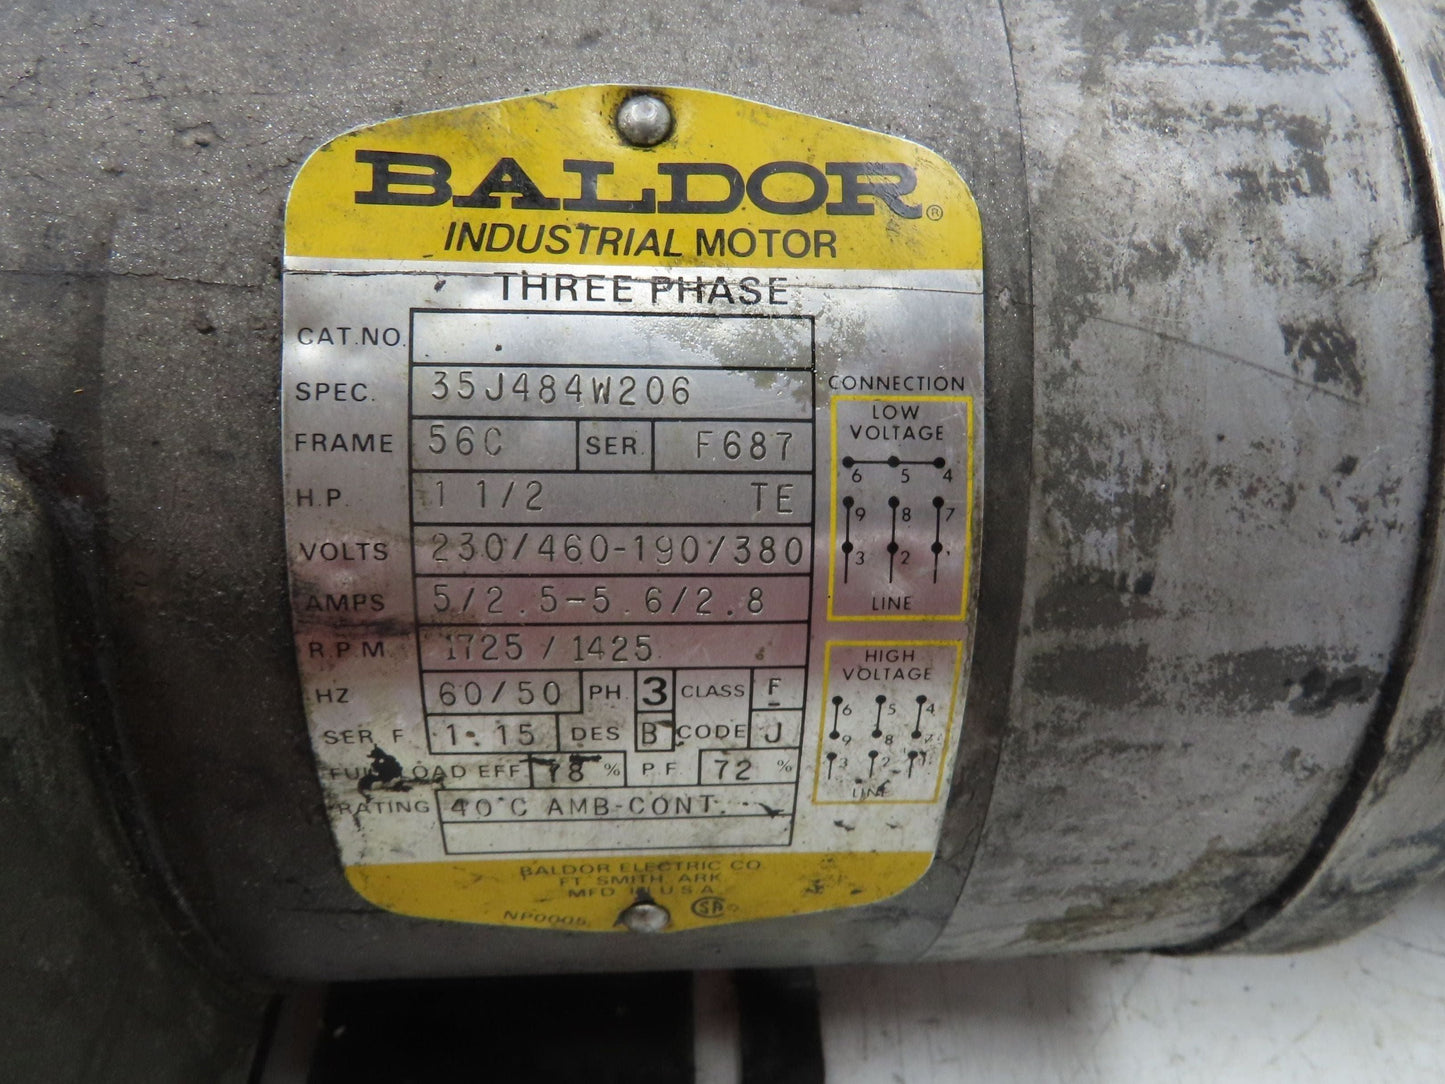 BALDOR®
INDUSTRIAL MOTOR
THREE PHASE
CAT.NO.
SPEC. 35J484W206
FRAME 56C SER. F687
H.P. 1 1/2 TE
VOLTS 230/460-190/380
AMPS 5/2.5-5.6/2.8
R.P.M. 1725/1425
HZ 60/50 PH. 3 CLASS F
SER.F. 1.15 DES B CODE J
FULL LOAD EFF 78 % P.F. 72 %
RATING 40°C AMB-CONT.
CONNECTION
LOW
VOLTAGE
6 5 4
9 8 7
3 2 1
LINE
HIGH
VOLTAGE
6 5 4
9 8 7
3 2 1
LINE
BALDOR ELECTRIC CO.
FT. SMITH, ARK.
MFD. IN U.S.A.
NP0005
SA